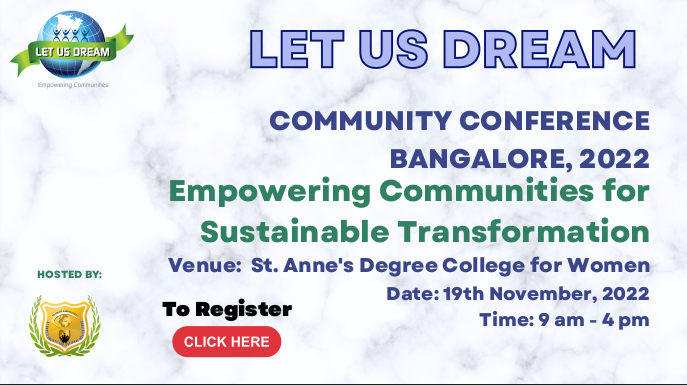 LET US DREAM
Empowering Communities
LET US DREAM
COMMUNITY CONFERENCE
BANGALORE, 2022
Empowering Communities for
Sustainable Transformation
Venue: St. Anne's Degree College for Women
Date: 19th November, 2022
Time: 9 am - 4 pm
HOSTED BY:
To Register
CLICK HERE